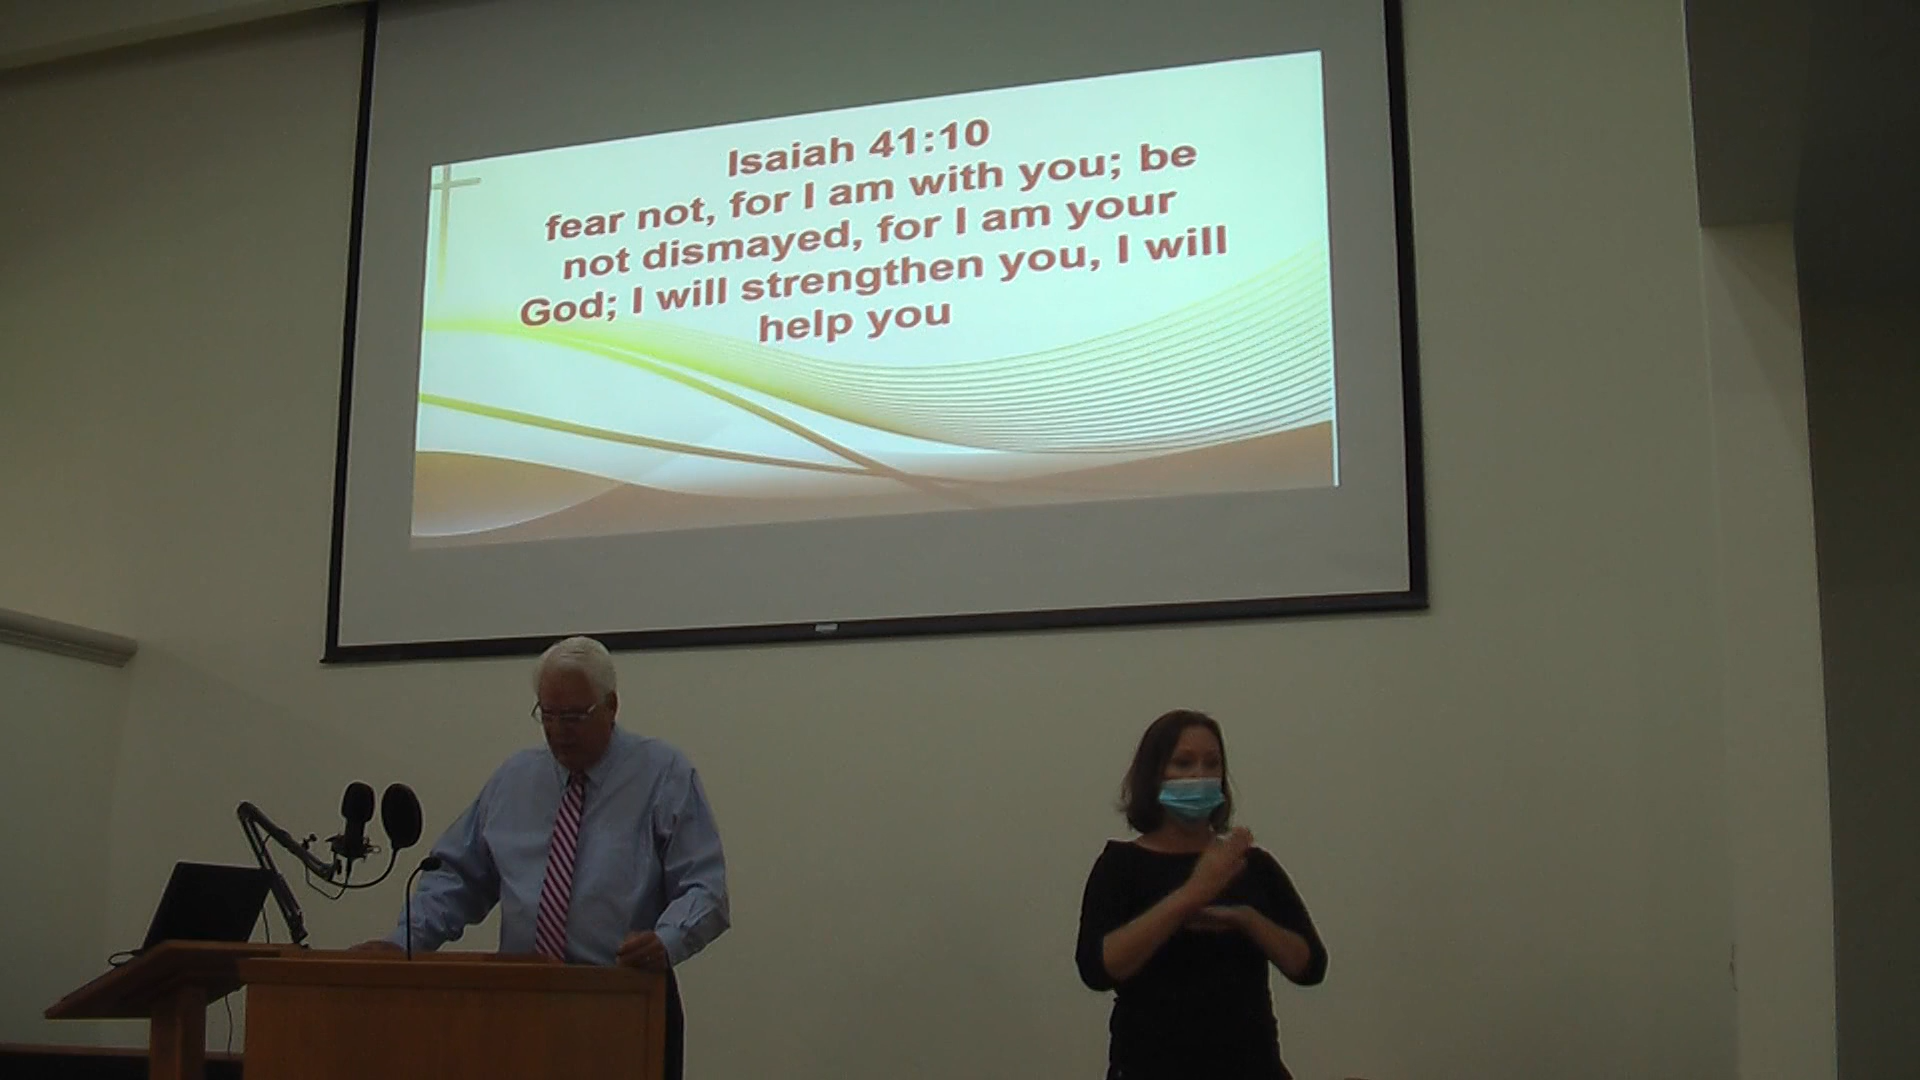 Isaiah 41:10
fear not, for I am with you; be
not dismayed, for I am your
God; I will strengthen you, I will
help you